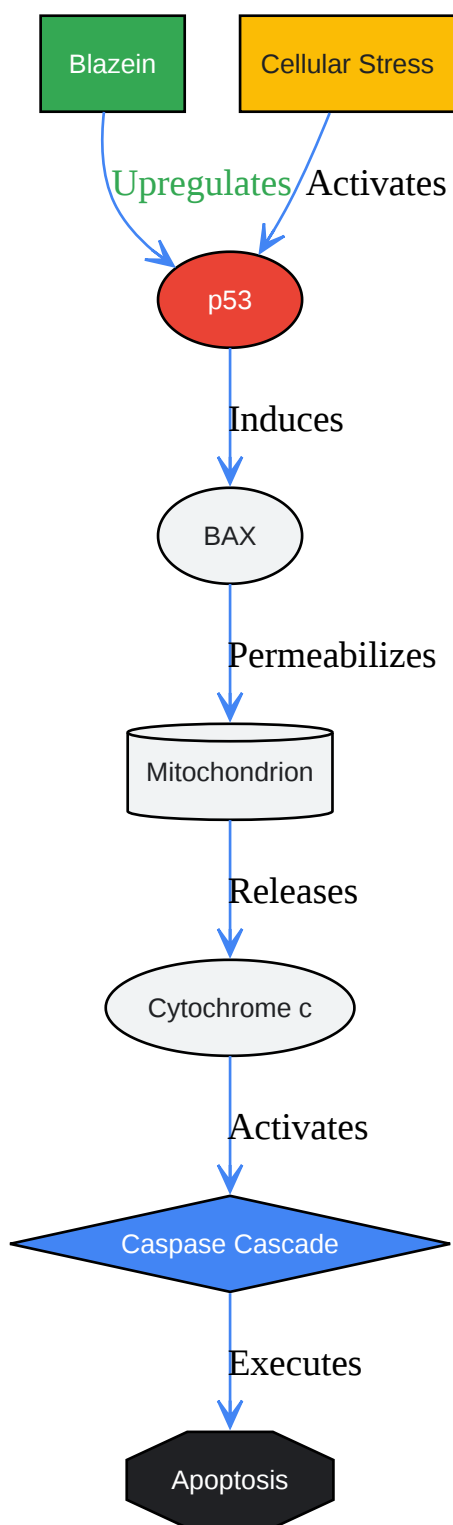 Blazein
Cellular Stress
Upregulates
Activates
p53
Induces
BAX
Permeabilizes
Mitochondrion
Releases
Cytochrome c
Activates
Caspase Cascade
Executes
Apoptosis